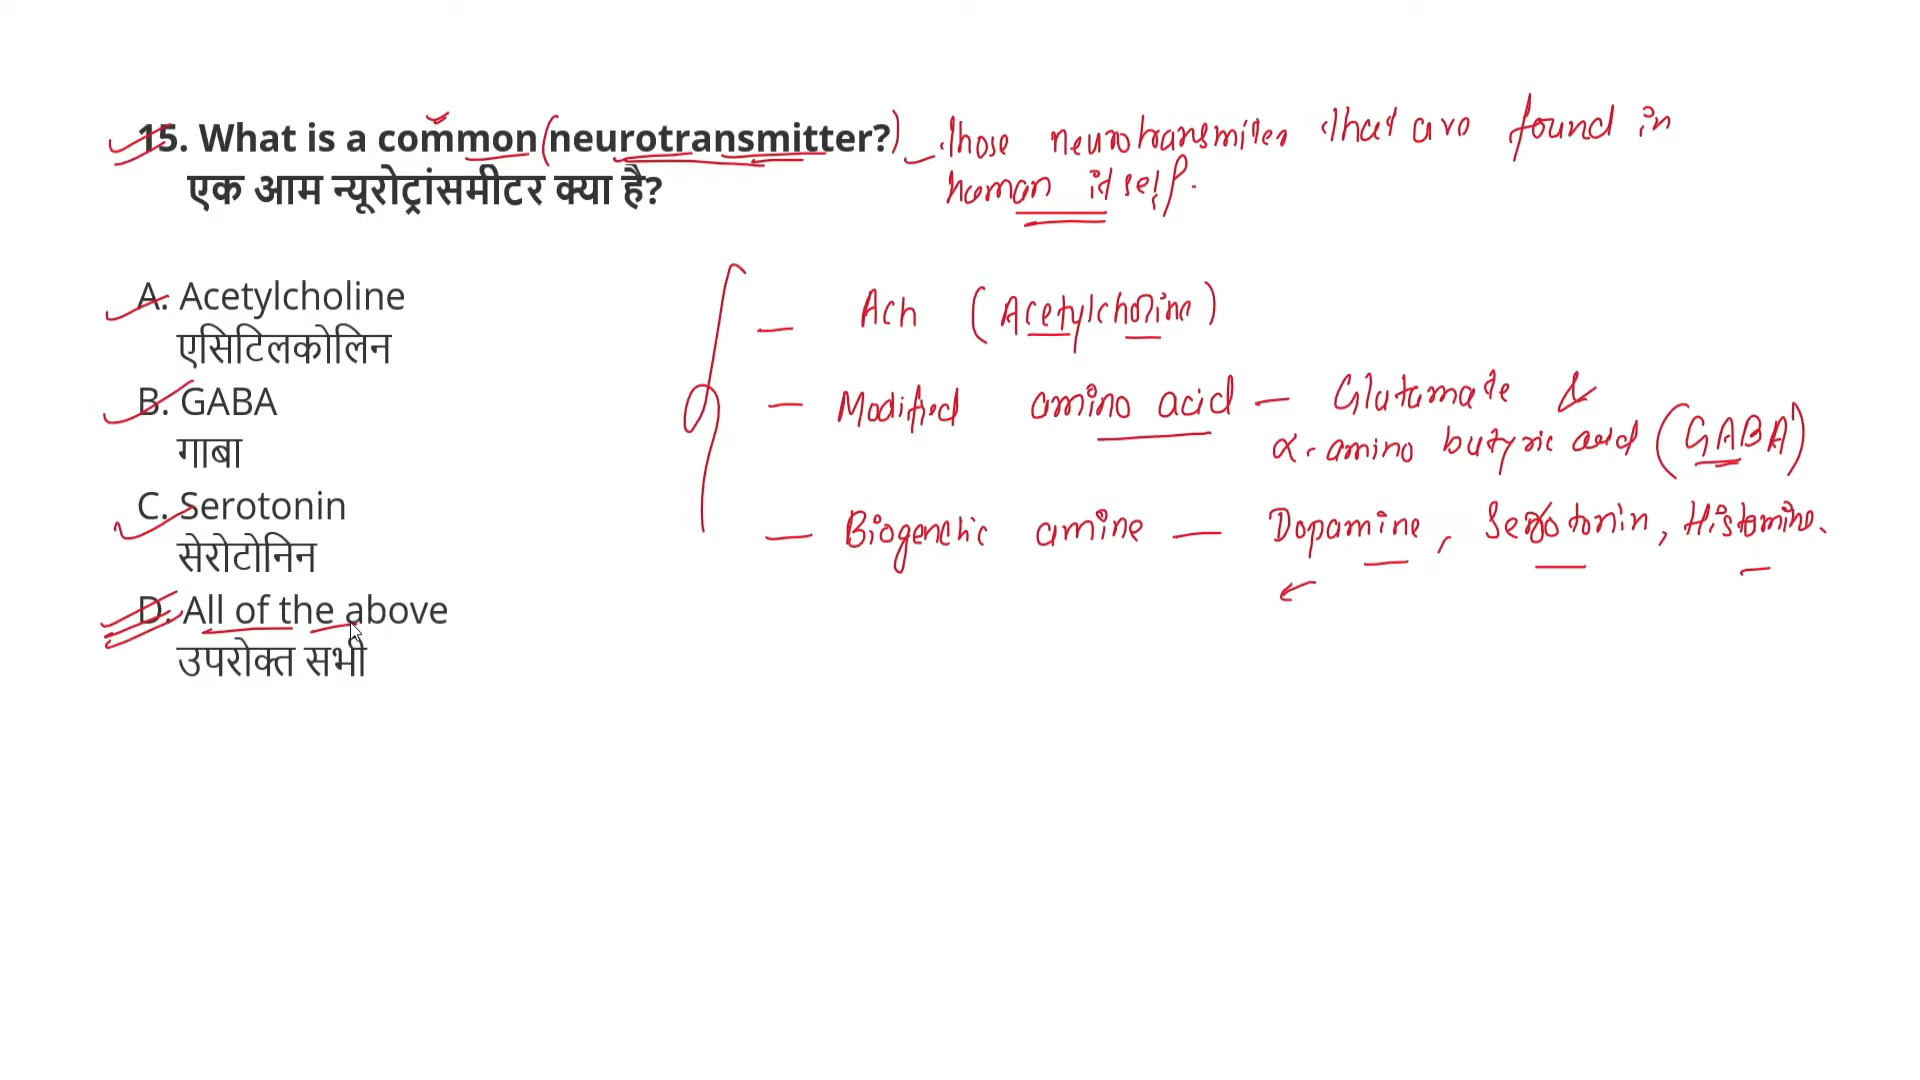 15. What is a common (neurotransmitter?) - Those neurotransmiter that are found in
एक आम न्यूरोट्रांसमीटर क्या है? human itself.
A. Acetylcholine
एसिटिलकोलिन
B. GABA
गाबा
C. Serotonin
सेरोटोनिन
D. All of the above
उपरोक्त सभी
— Ach (Acetylcholine)
— Modified amino acid — Glutamate &
α-amino butyric acid (GABA)
— Biogenetic amine — Dopamine, Serotonin, Histamine.